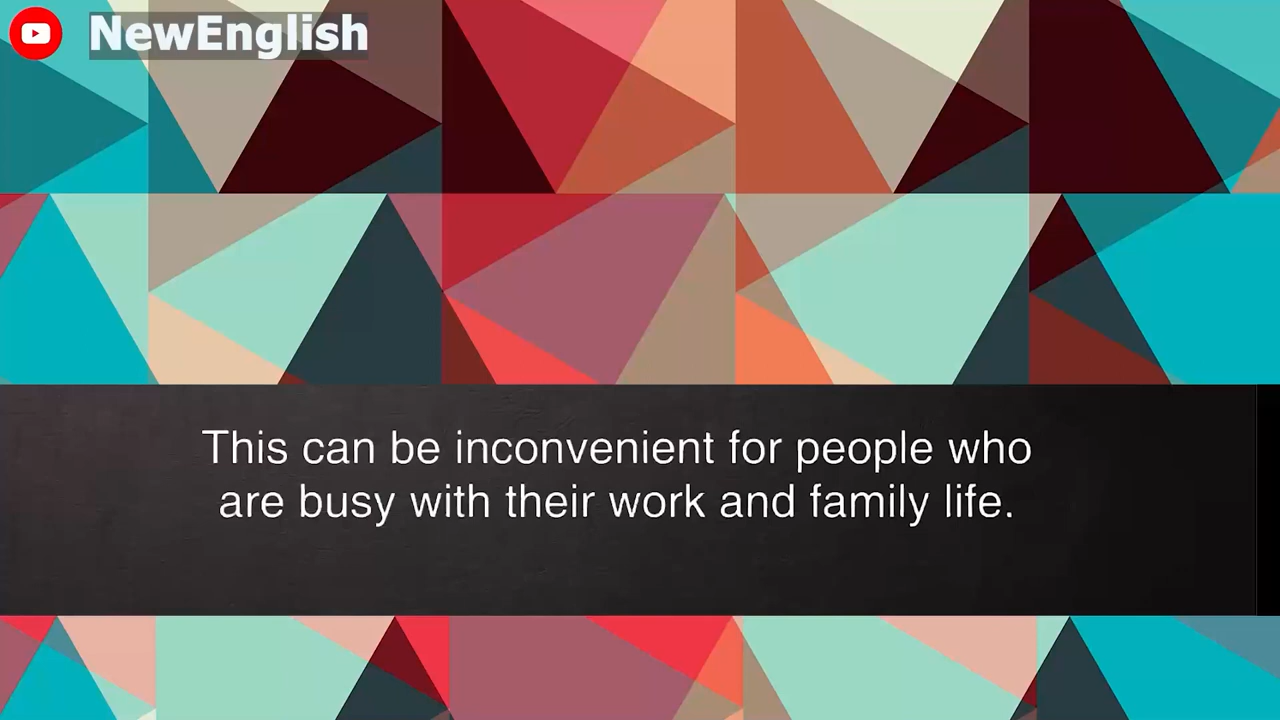 NewEnglish
This can be inconvenient for people who
are busy with their work and family life.